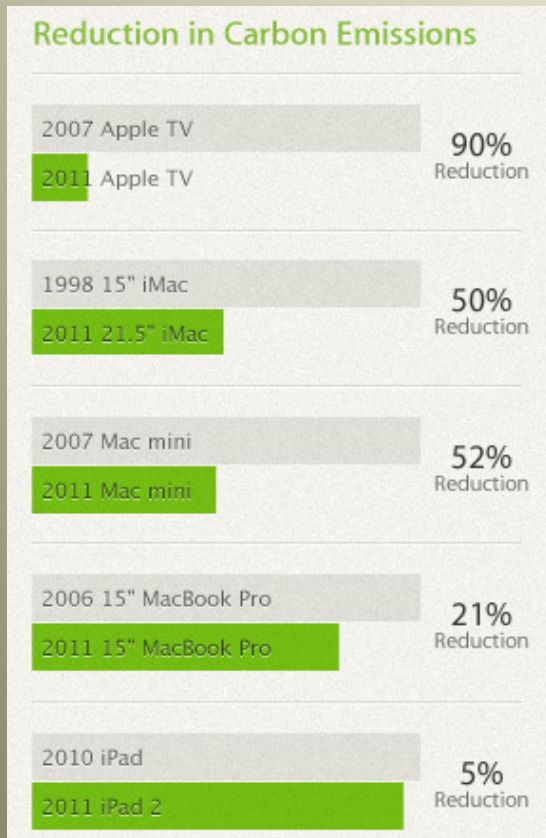 Reduction in Carbon Emissions
2007 Apple TV
2011 Apple TV
90%
Reduction
1998 15" iMac
2011 21.5" iMac
50%
Reduction
2007 Mac mini
2011 Mac mini
52%
Reduction
2006 15" MacBook Pro
2011 15" MacBook Pro
21%
Reduction
2010 iPad
2011 iPad 2
5%
Reduction